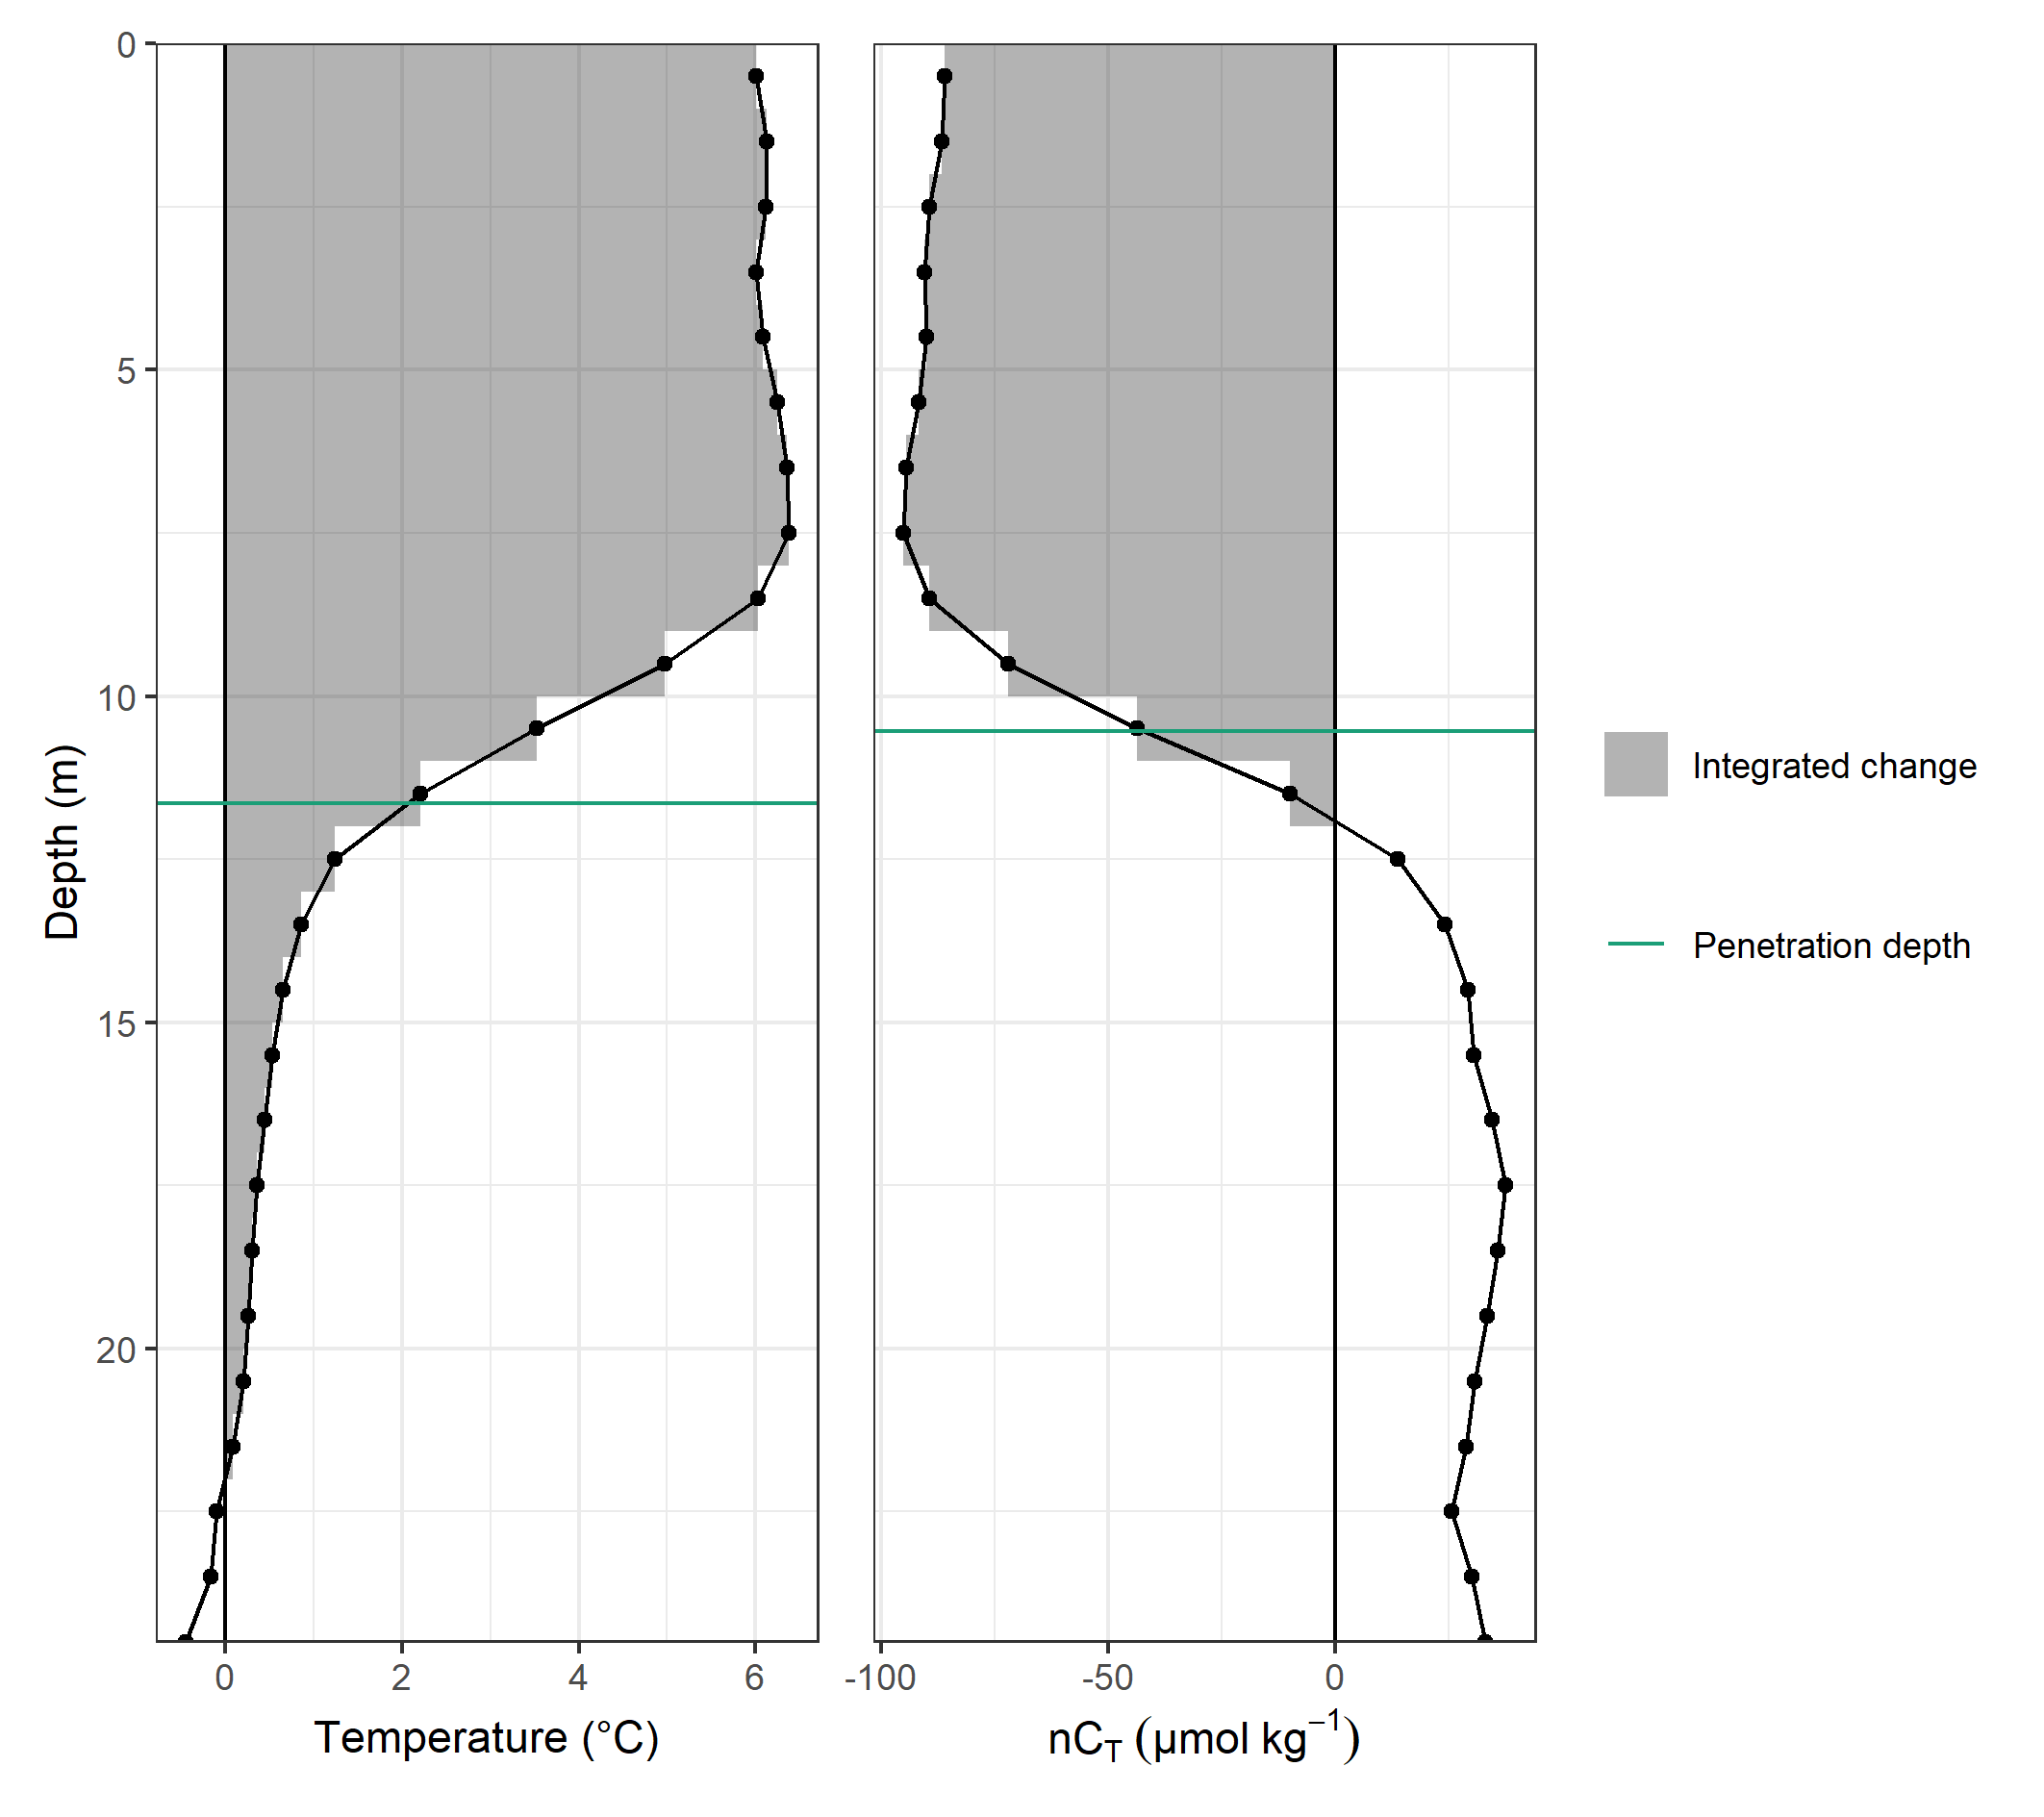 0
5
10
15
20
Depth (m)
0 2 4 6
-100 -50 0
Temperature (°C)
nC_T (µmol kg⁻¹)
Integrated change
Penetration depth